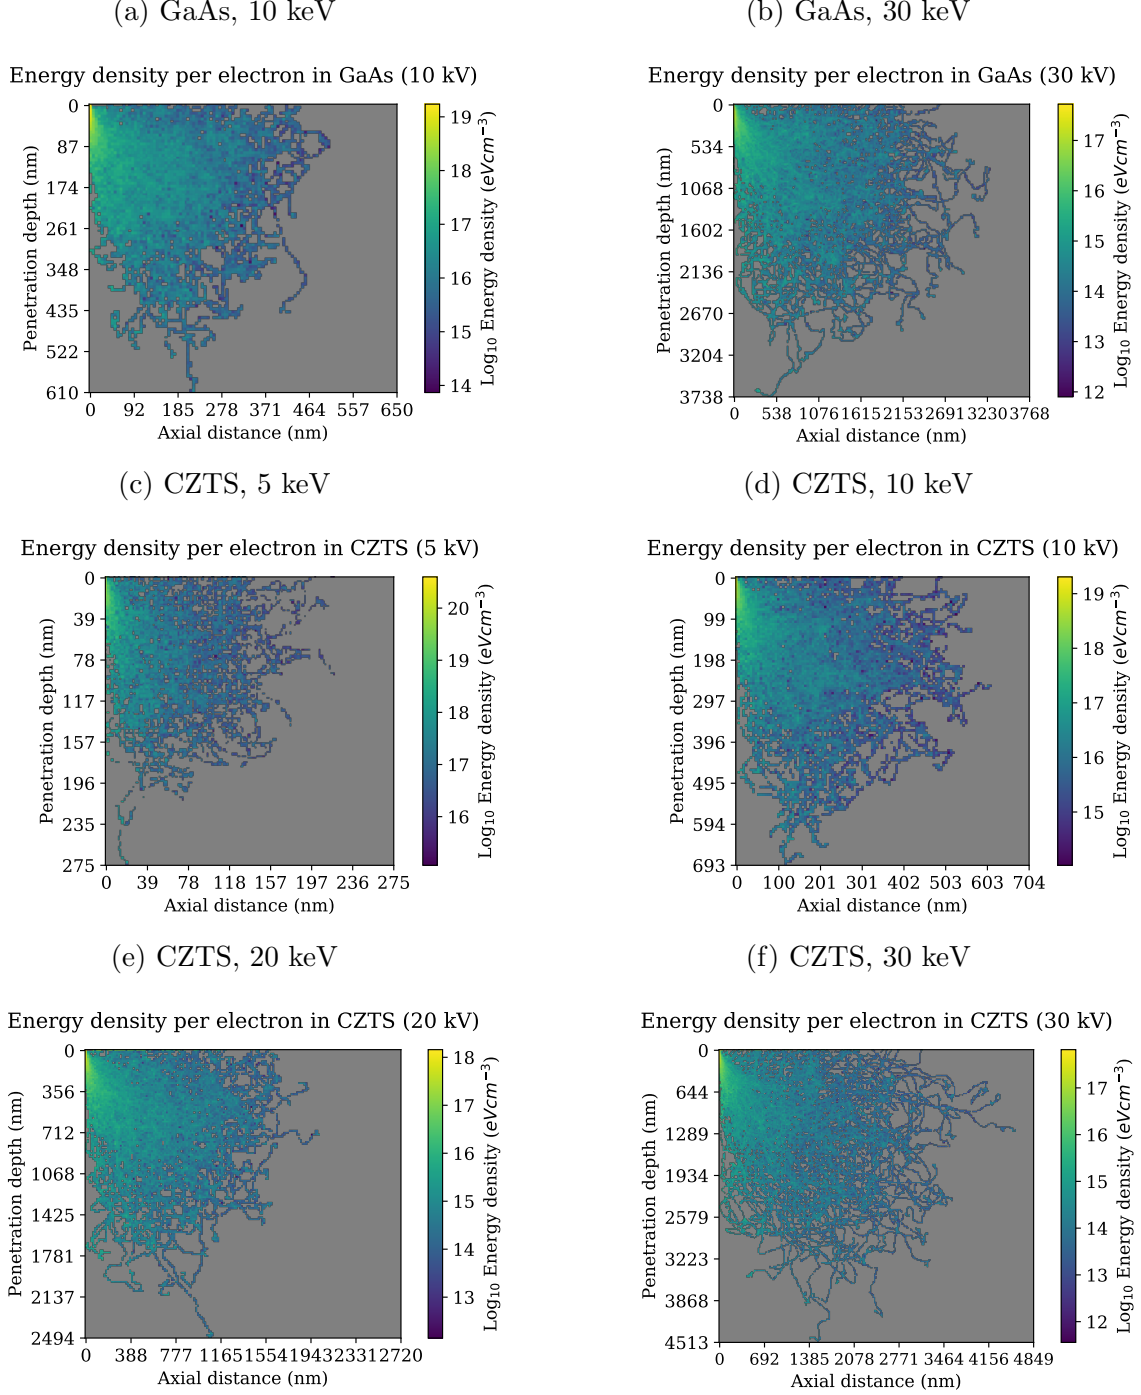 (a) GaAs, 10 keV
(b) GaAs, 30 keV
Energy density per electron in GaAs (10 kV)
0
87
174
261
348
435
522
610
Penetration depth (nm)
0 92 185 278 371 464 557 650
Axial distance (nm)
19
18
17
16
15
14
Log₁₀ Energy density (eVcm⁻³)
Energy density per electron in GaAs (30 kV)
0
534
1068
1602
2136
2670
3204
3738
Penetration depth (nm)
0 538 1076 1615 2153 2691 3230 3768
Axial distance (nm)
17
16
15
14
13
12
Log₁₀ Energy density (eVcm⁻³)
(c) CZTS, 5 keV
(d) CZTS, 10 keV
Energy density per electron in CZTS (5 kV)
0
39
78
117
157
196
235
275
Penetration depth (nm)
0 39 78 118 157 197 236 275
Axial distance (nm)
20
19
18
17
16
Log₁₀ Energy density (eVcm⁻³)
Energy density per electron in CZTS (10 kV)
0
99
198
297
396
495
594
693
Penetration depth (nm)
0 100 201 301 402 503 603 704
Axial distance (nm)
19
18
17
16
15
Log₁₀ Energy density (eVcm⁻³)
(e) CZTS, 20 keV
(f) CZTS, 30 keV
Energy density per electron in CZTS (20 kV)
0
356
712
1068
1425
1781
2137
2494
Penetration depth (nm)
0 388 777 1165 1554 1943 2331 2720
Axial distance (nm)
18
17
16
15
14
13
Log₁₀ Energy density (eVcm⁻³)
Energy density per electron in CZTS (30 kV)
0
644
1289
1934
2579
3223
3868
4513
Penetration depth (nm)
0 692 1385 2078 2771 3464 4156 4849
Axial distance (nm)
17
16
15
14
13
12
Log₁₀ Energy density (eVcm⁻³)